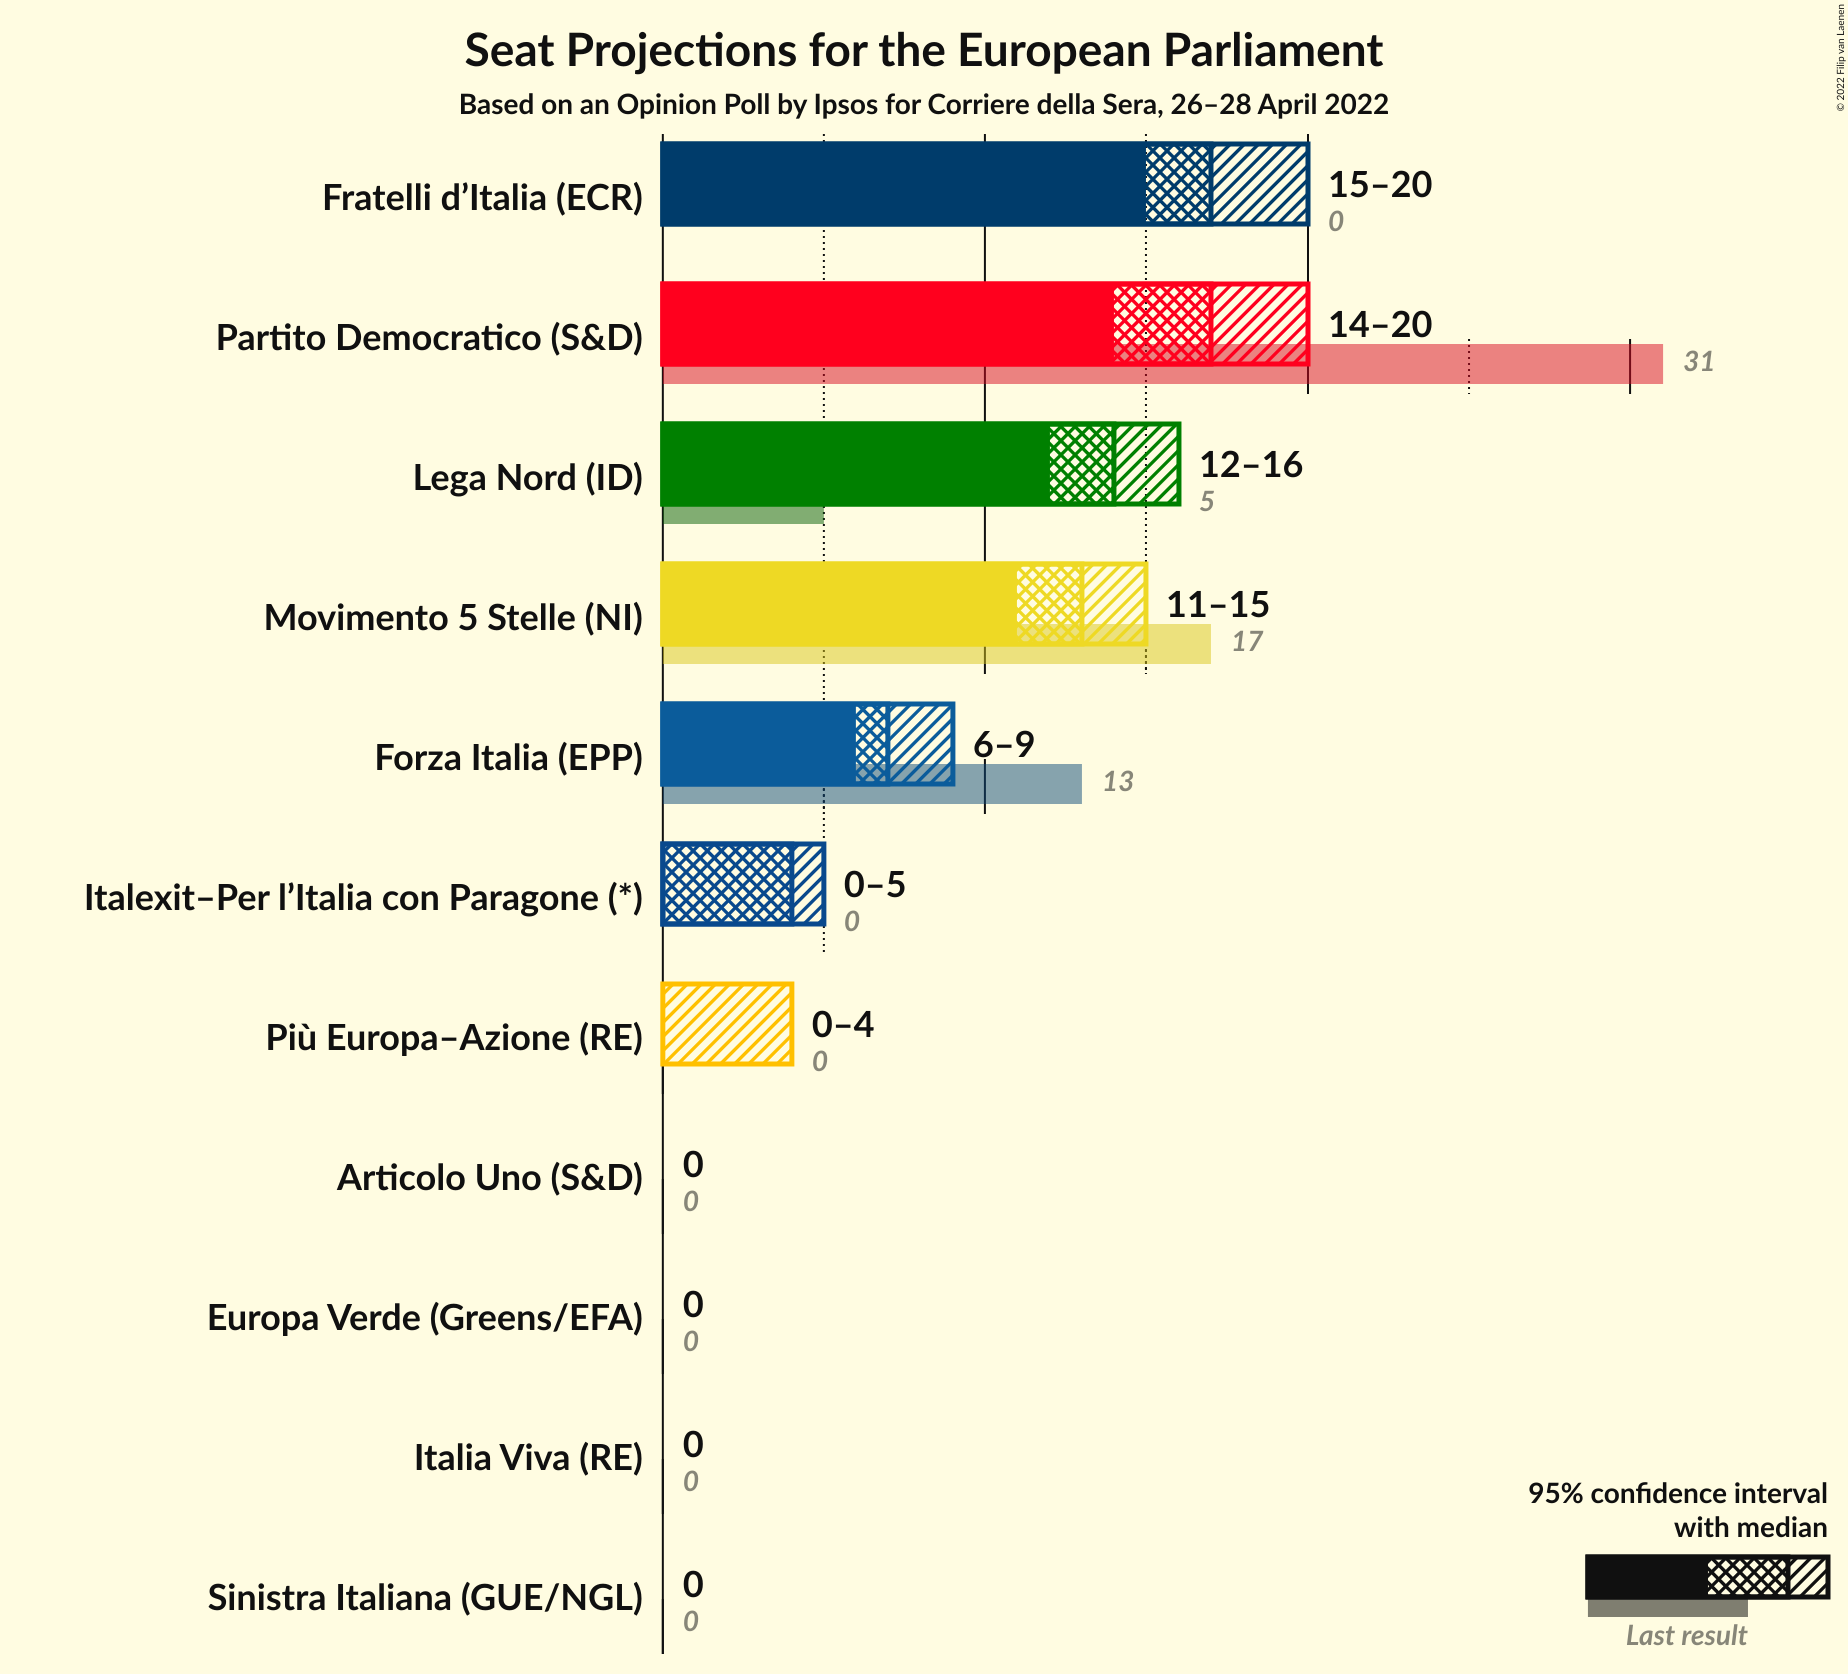 Seat Projections for the European Parliament
Based on an Opinion Poll by Ipsos for Corriere della Sera, 26–28 April 2022
© 2022 Filip van Laenen
Fratelli d’Italia (ECR)
15–20
0
Partito Democratico (S&D)
14–20
31
Lega Nord (ID)
12–16
5
Movimento 5 Stelle (NI)
11–15
17
Forza Italia (EPP)
6–9
13
Italexit–Per l’Italia con Paragone (*)
0–5
0
Più Europa–Azione (RE)
0–4
0
Articolo Uno (S&D)
0
0
Europa Verde (Greens/EFA)
0
0
Italia Viva (RE)
0
0
Sinistra Italiana (GUE/NGL)
0
0
95% confidence interval
with median
Last result